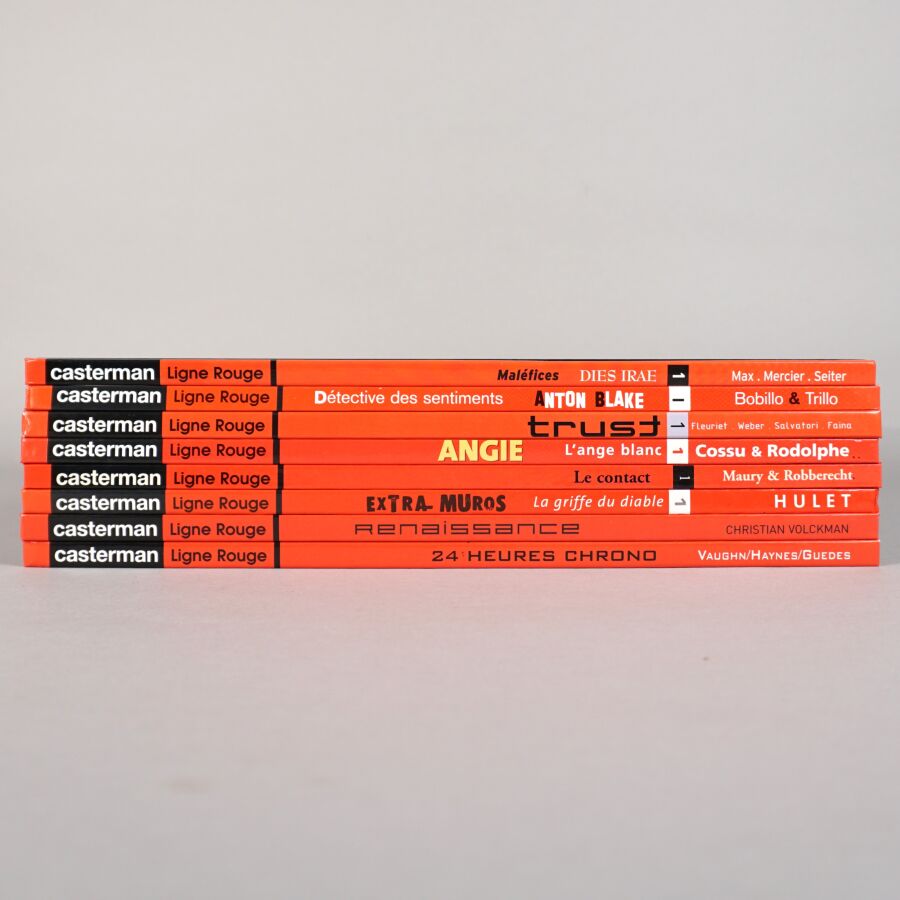 casterman Ligne Rouge Maléfices DIES IRAE 1 Max . Mercier . Seiter
casterman Ligne Rouge Détective des sentiments ANTON BLAKE 1 Bobillo & Trillo
casterman Ligne Rouge trust 1 Fleuriet . Weber . Salvatori . Faina
casterman Ligne Rouge ANGIE L'ange blanc 1 Cossu & Rodolphe
casterman Ligne Rouge Le contact 1 Maury & Robberecht
casterman Ligne Rouge EXTRA-MUROS La griffe du diable 1 HULET
casterman Ligne Rouge Renaissance CHRISTIAN VOLCKMAN
casterman Ligne Rouge 24:HEURES CHRONO VAUGHN/HAYNES/GUEDES